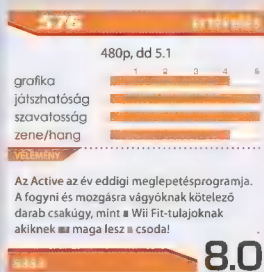 576
értékelés
480p, dd 5.1
1 2 3 4 5
grafika
játszhatóság
szavatosság
zene/hang
VÉLEMÉNY
Az Active az év eddigi meglepetésprogramja.
A fogyni és mozgásra vágyóknak kötelező
darab csakúgy, mint a Wii Fit-tulajoknak
akiknek maga lesz a csoda!
8.0